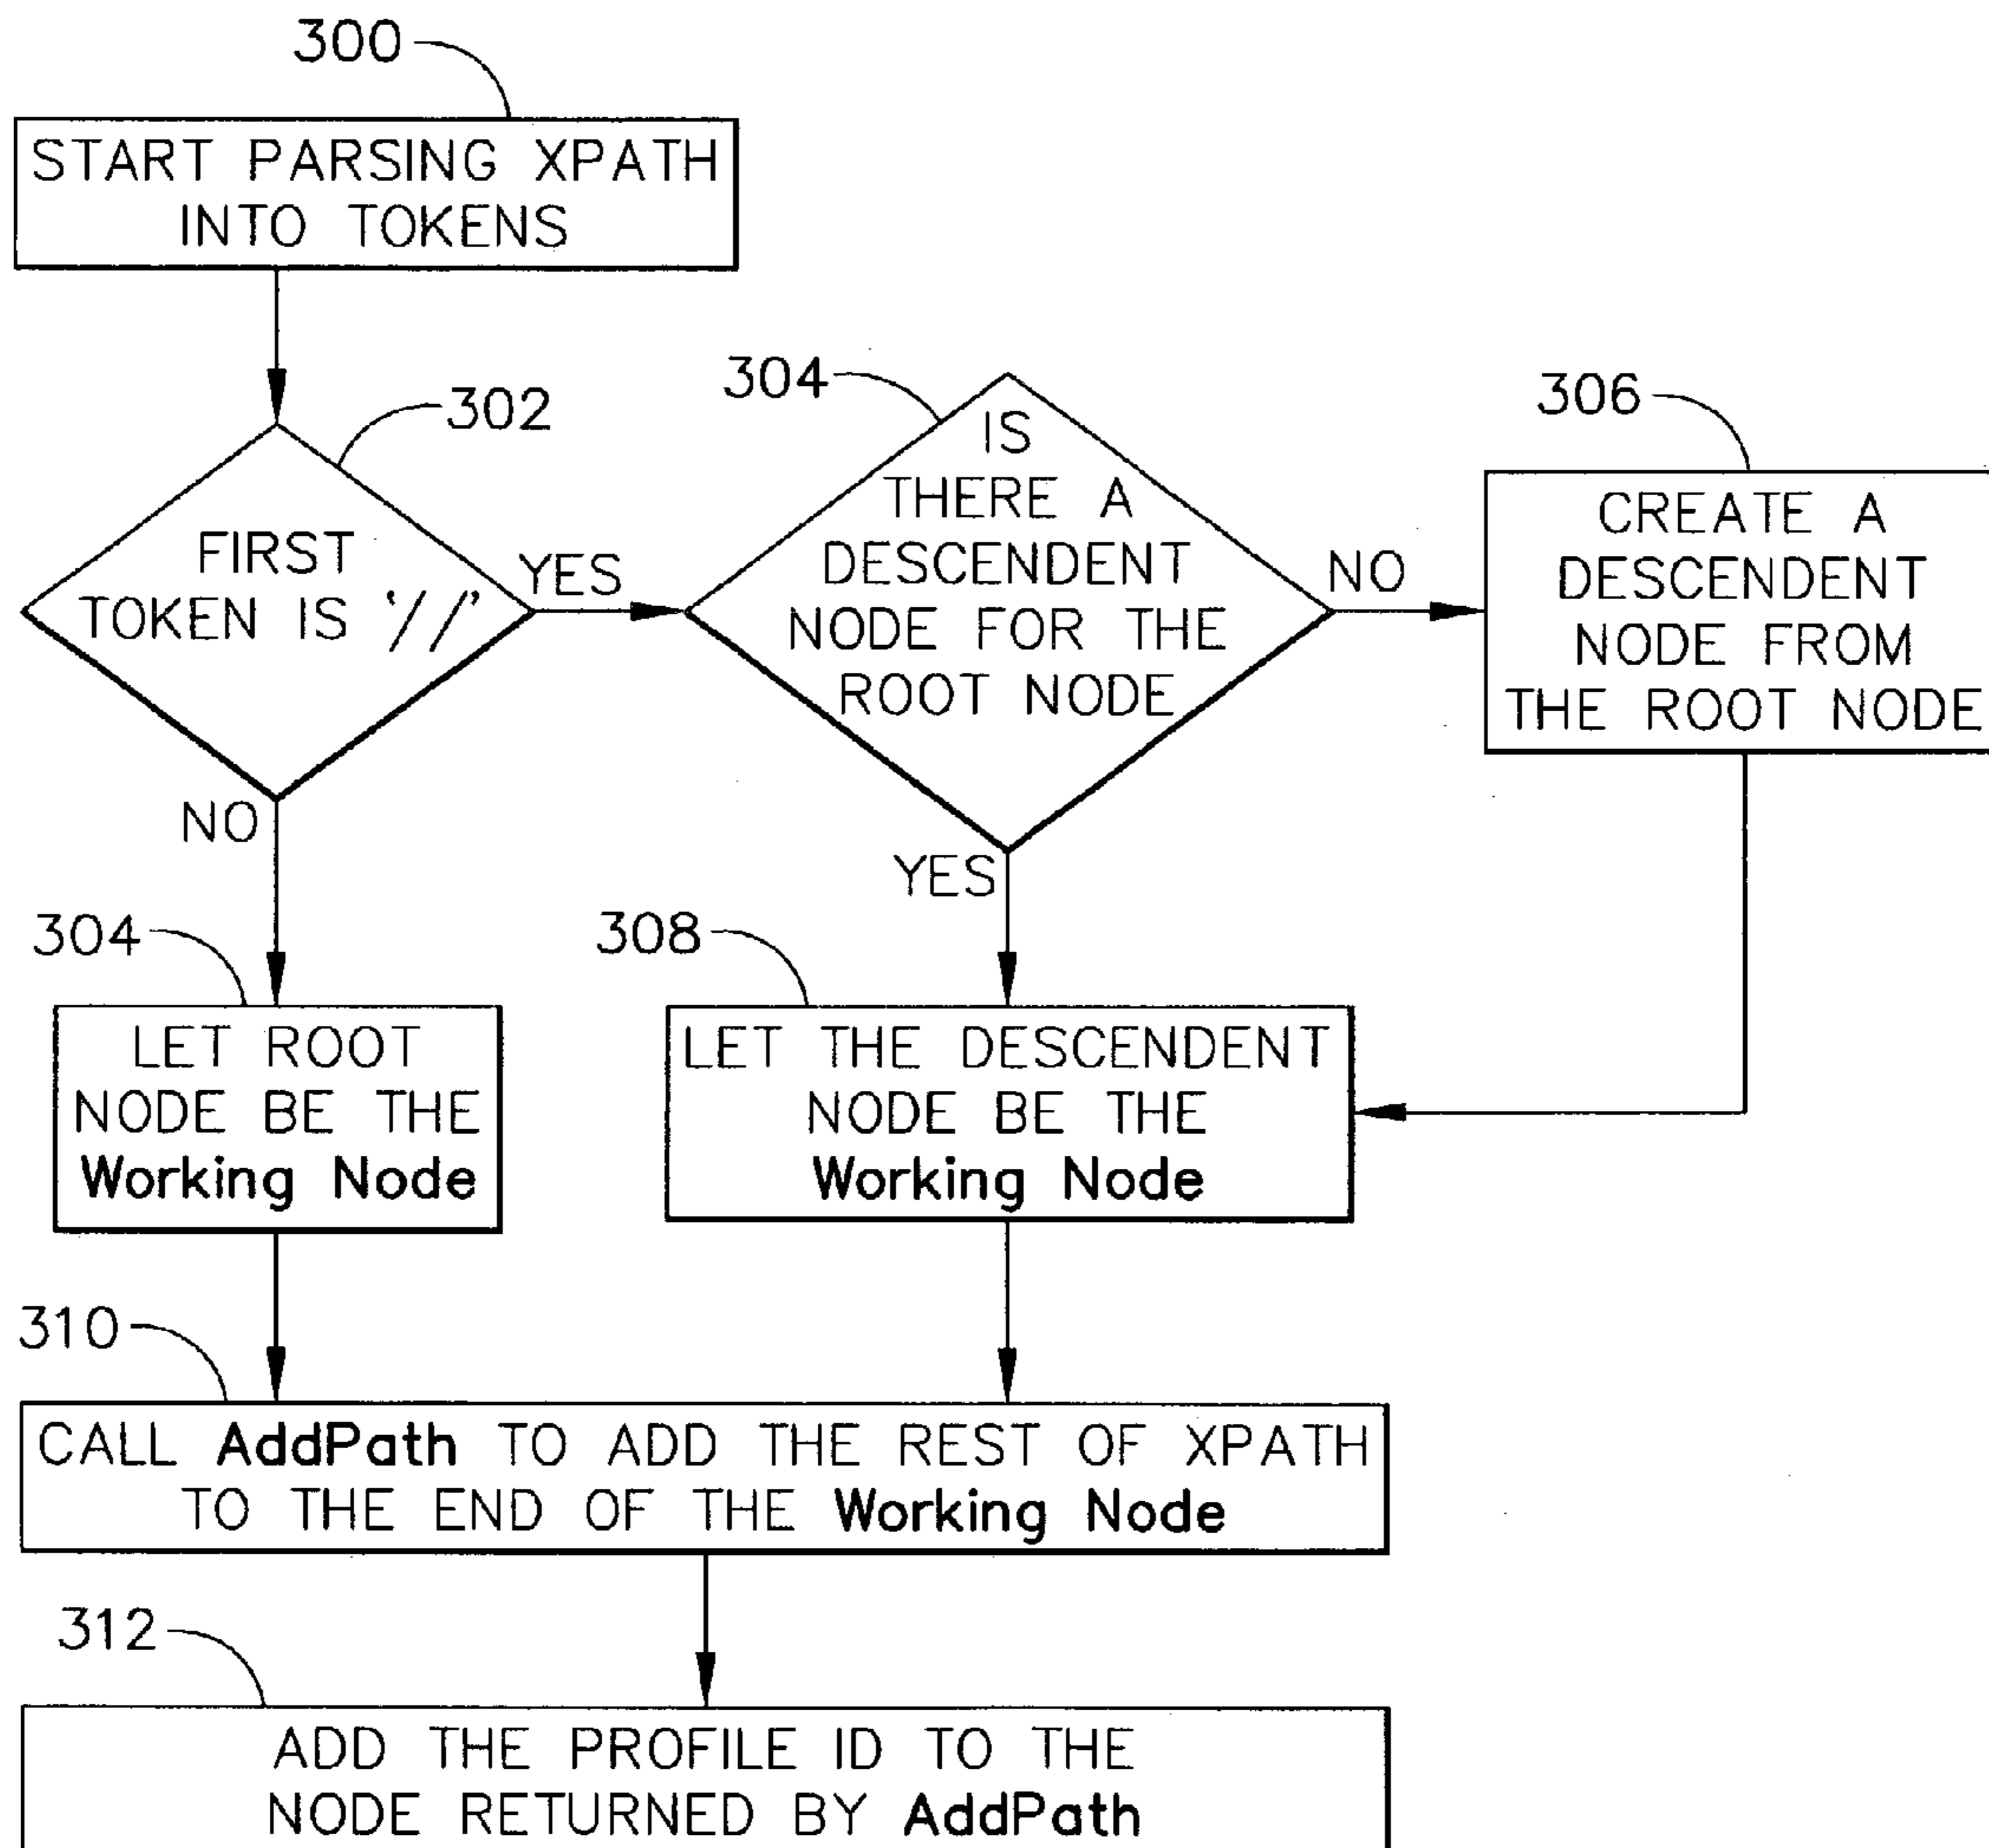 300
START PARSING XPATH
INTO TOKENS
302
FIRST
TOKEN IS '//'
YES
NO
304
IS
THERE A
DESCENDENT
NODE FOR THE
ROOT NODE
NO
YES
306
CREATE A
DESCENDENT
NODE FROM
THE ROOT NODE
304
LET ROOT
NODE BE THE
Working Node
308
LET THE DESCENDENT
NODE BE THE
Working Node
310
CALL AddPath TO ADD THE REST OF XPATH
TO THE END OF THE Working Node
312
ADD THE PROFILE ID TO THE
NODE RETURNED BY AddPath